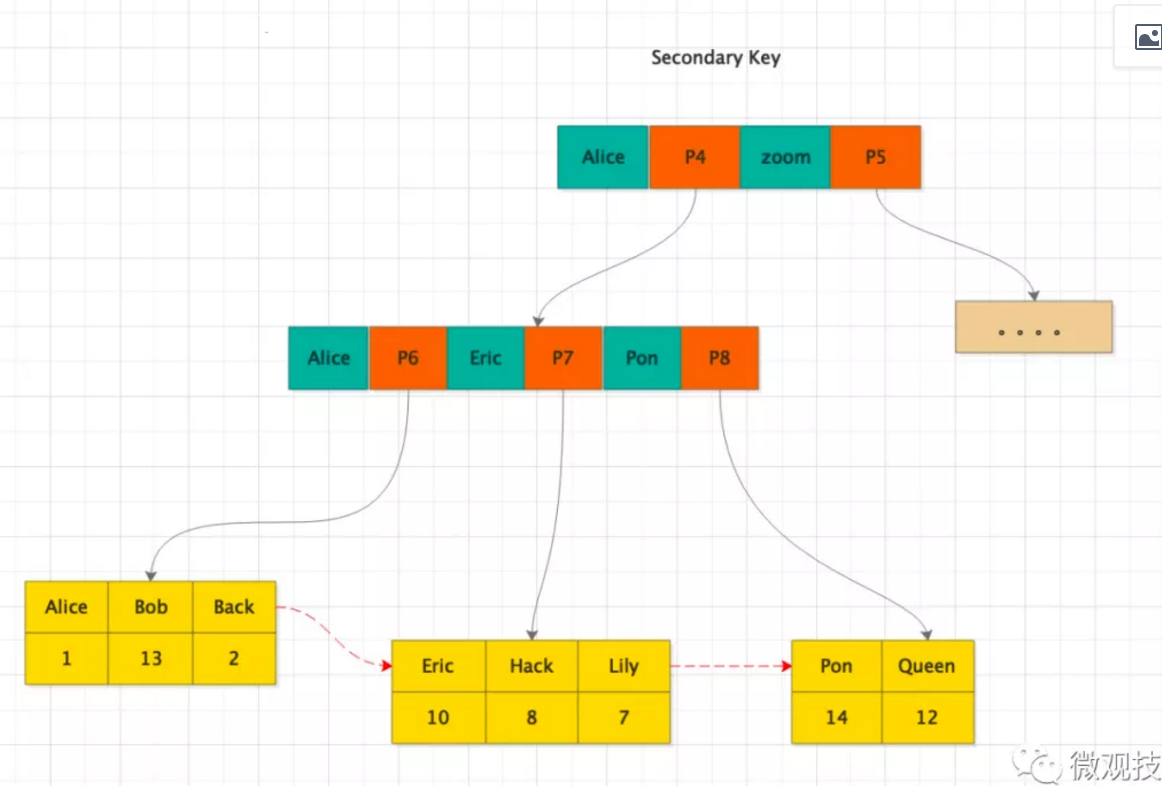 Secondary Key
Alice P4 zoom P5
Alice P6 Eric P7 Pon P8
Alice Bob Back
1 13 2
Eric Hack Lily
10 8 7
Pon Queen
14 12
微观技